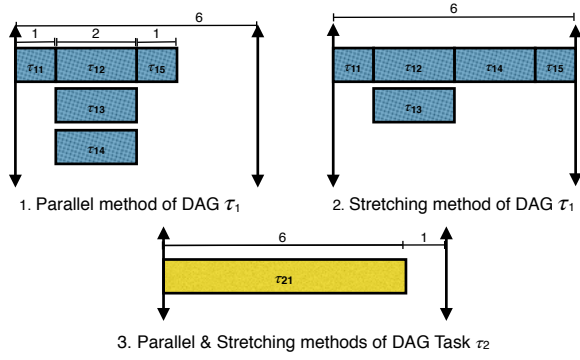 6
1 2 1
τ11 τ12 τ15
τ13
τ14
1. Parallel method of DAG τ1
6
τ11 τ12 τ14 τ15
τ13
2. Stretching method of DAG τ1
6 1
τ21
3. Parallel & Stretching methods of DAG Task τ2